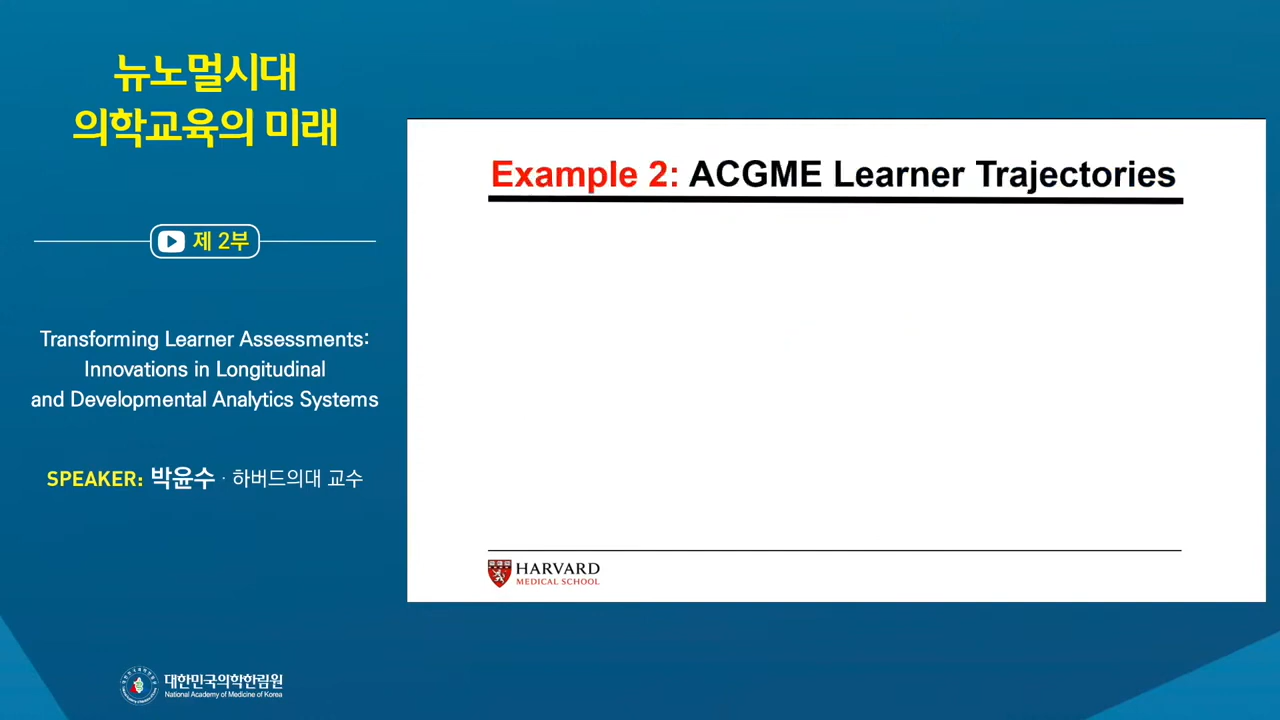 뉴노멀시대
의학교육의 미래
제 2부
Transforming Learner Assessments:
Innovations in Longitudinal
and Developmental Analytics Systems
SPEAKER: 박윤수 · 하버드의대 교수
Example 2: ACGME Learner Trajectories
HARVARD
MEDICAL SCHOOL
대한민국의학한림원
National Academy of Medicine of Korea